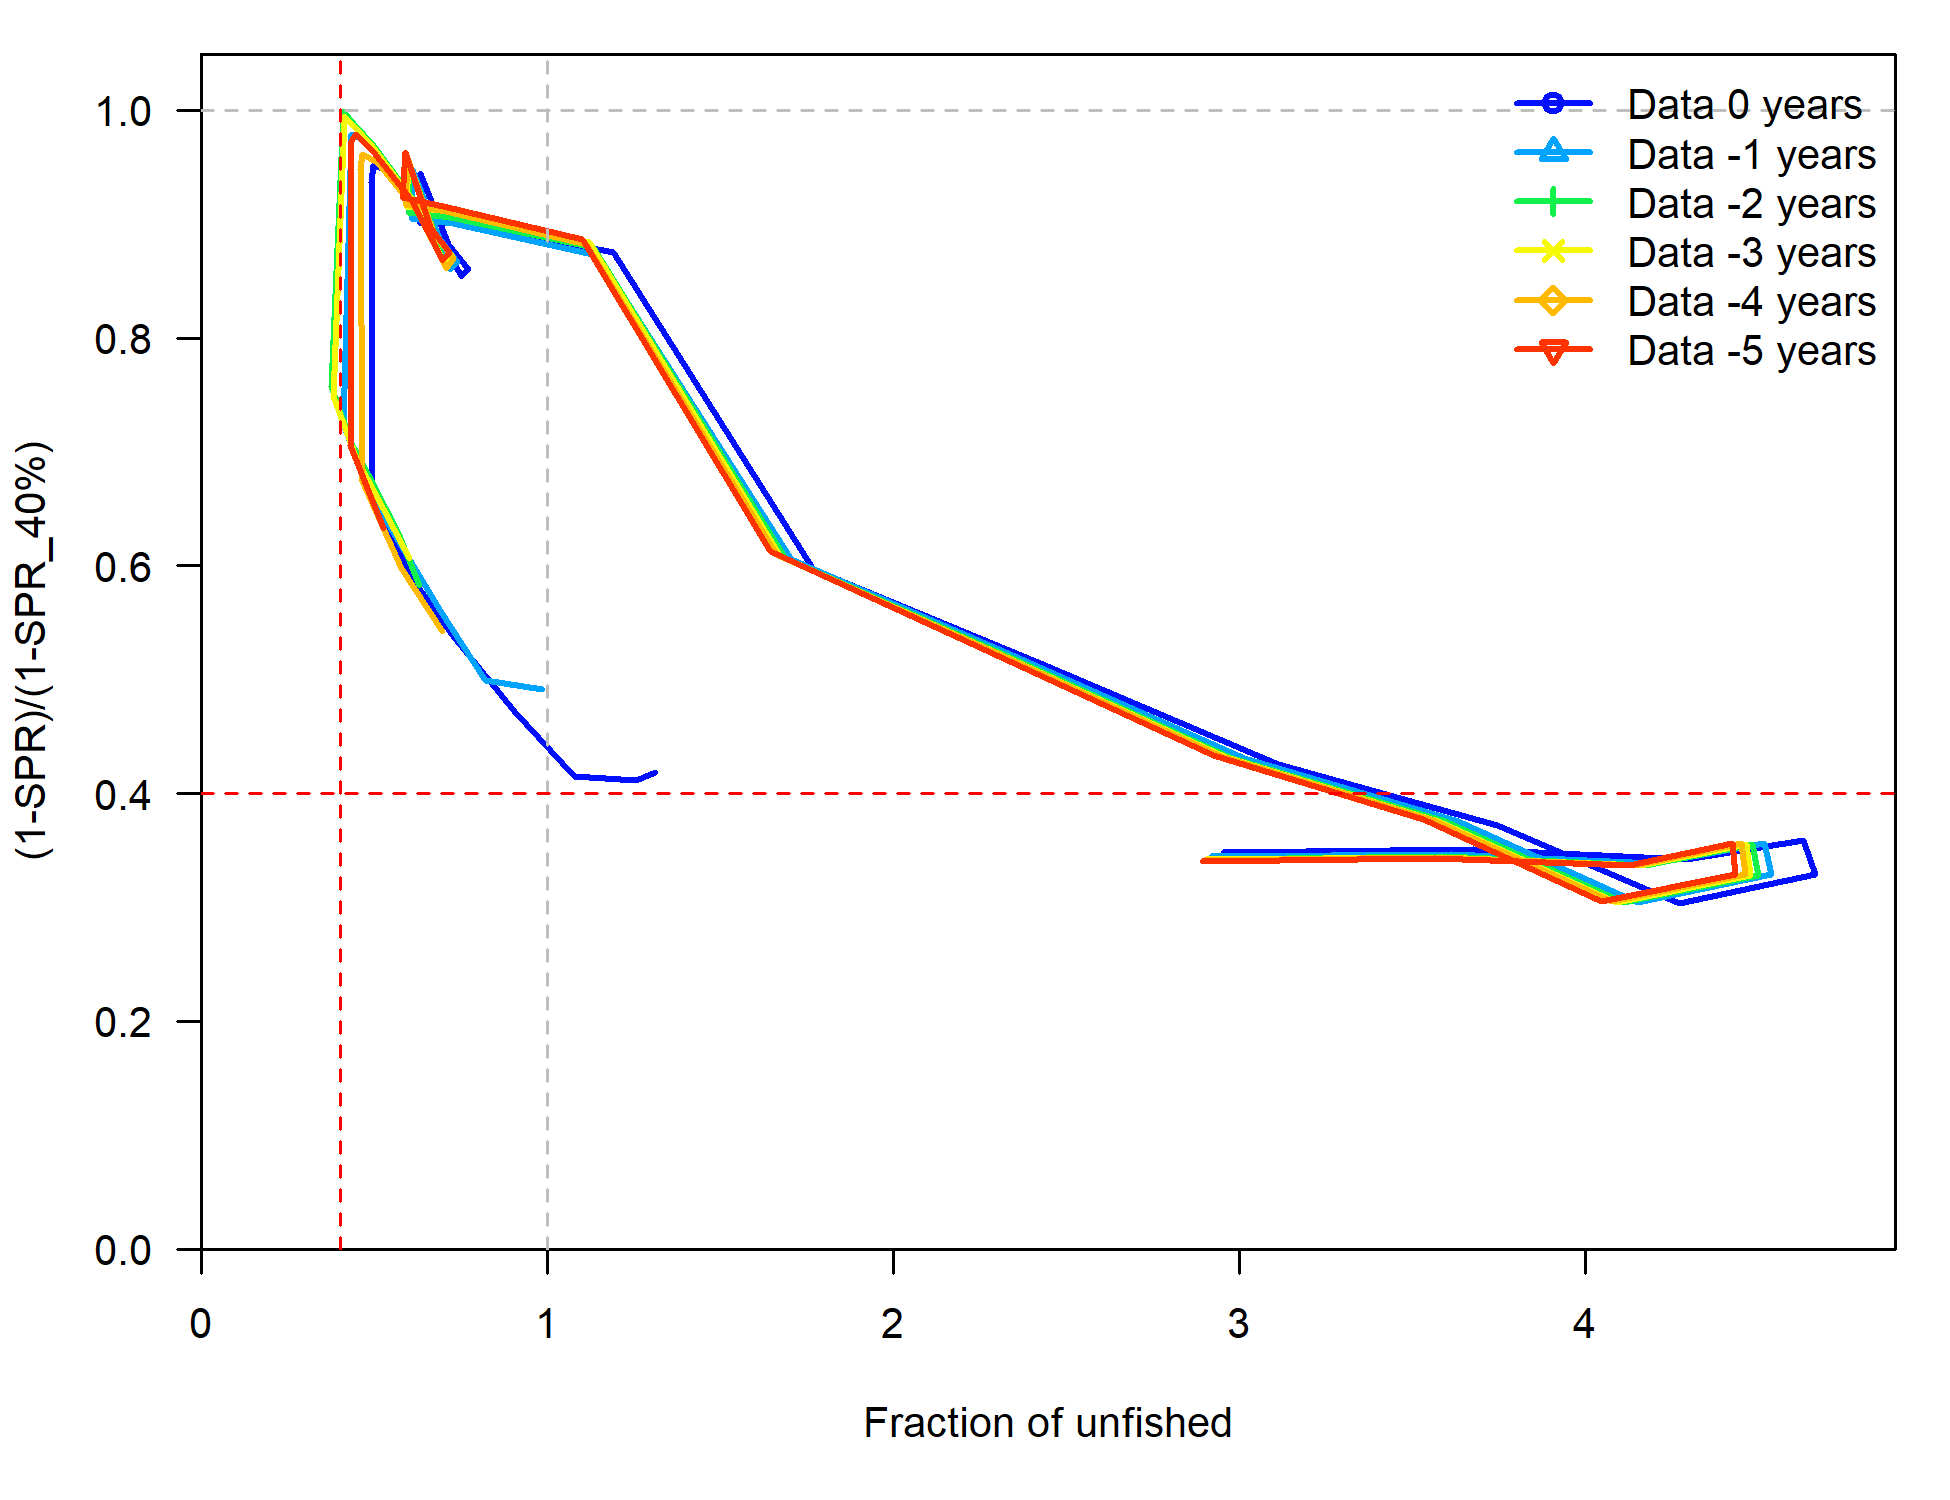 Data 0 years
Data -1 years
Data -2 years
Data -3 years
Data -4 years
Data -5 years
1.0
0.8
0.6
0.4
0.2
0.0
(1-SPR)/(1-SPR_40%)
0 1 2 3 4
Fraction of unfished